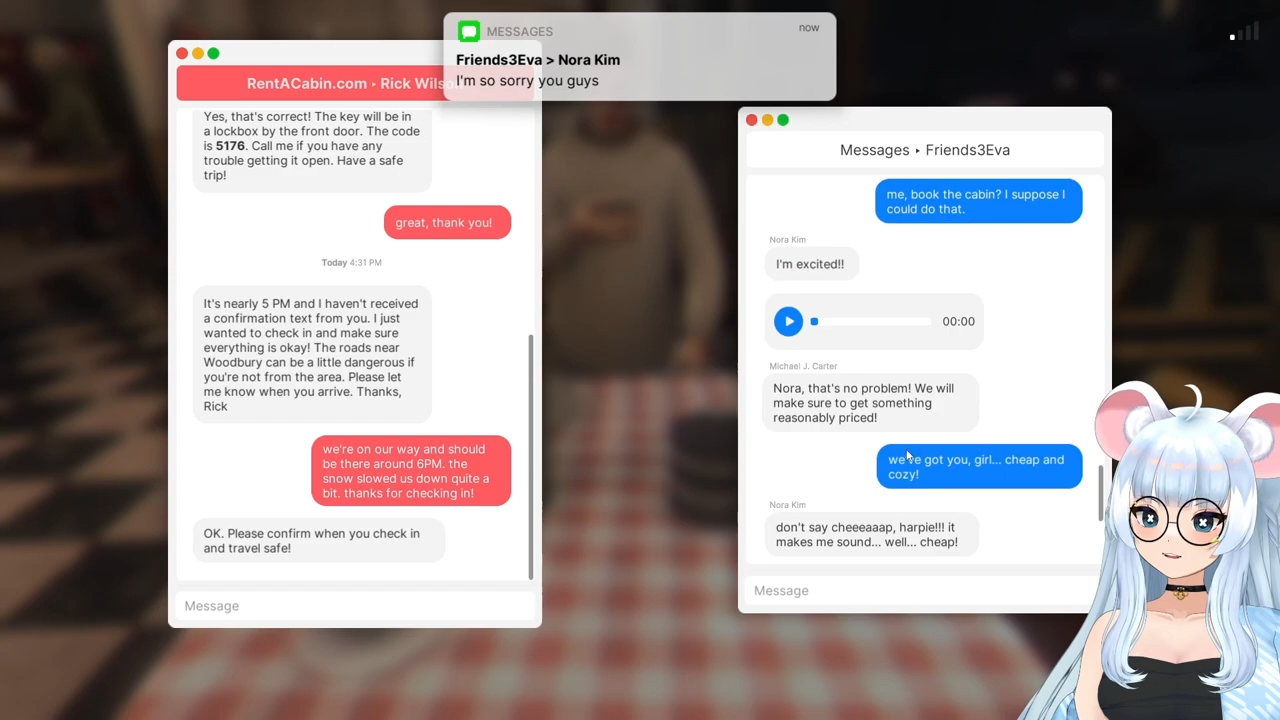 MESSAGES
now
Friends3Eva > Nora Kim
I'm so sorry you guys
RentACabin.com ▸ Rick Wilson
Yes, that's correct! The key will be in
a lockbox by the front door. The code
is 5176. Call me if you have any
trouble getting it open. Have a safe
trip!
great, thank you!
Today 4:31 PM
It's nearly 5 PM and I haven't received
a confirmation text from you. I just
wanted to check in and make sure
everything is okay! The roads near
Woodbury can be a little dangerous if
you're not from the area. Please let
me know when you arrive. Thanks,
Rick
we're on our way and should
be there around 6PM. the
snow slowed us down quite a
bit. thanks for checking in!
OK. Please confirm when you check in
and travel safe!
Message
Messages ▸ Friends3Eva
me, book the cabin? I suppose I
could do that.
Nora Kim
I'm excited!!
00:00
Michael J. Carter
Nora, that's no problem! We will
make sure to get something
reasonably priced!
we've got you, girl... cheap and
cozy!
Nora Kim
don't say cheeeaaap, harpie!!! it
makes me sound... well... cheap!
Message